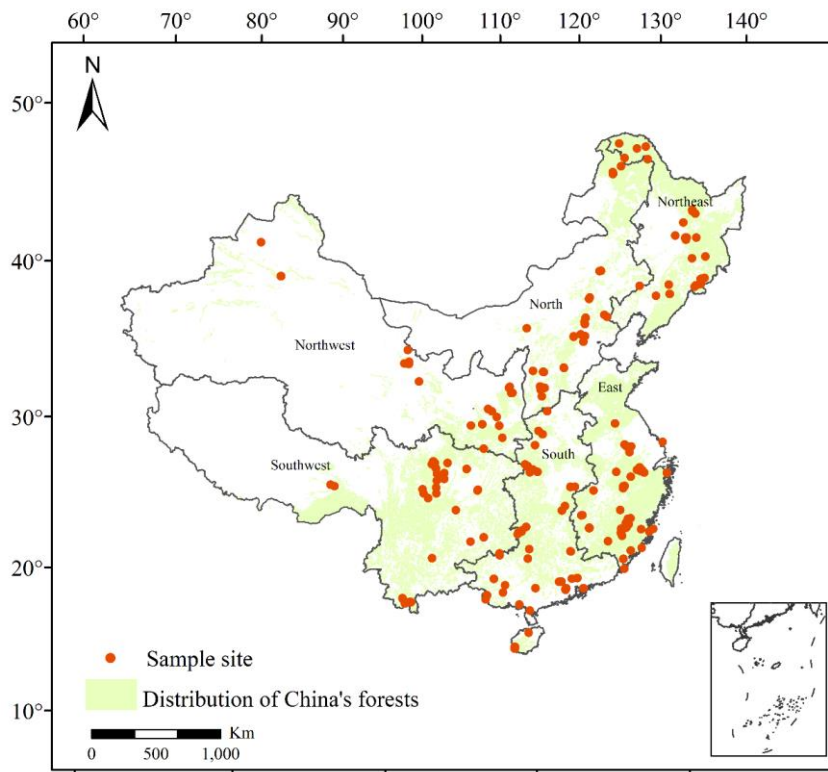 60° 70° 80° 90° 100° 110° 120° 130° 140°
N
50°
Northeast
40°
North
Northwest
East
30°
South
Southwest
20°
Sample site
Distribution of China's forests
10°
Km
0 500 1,000